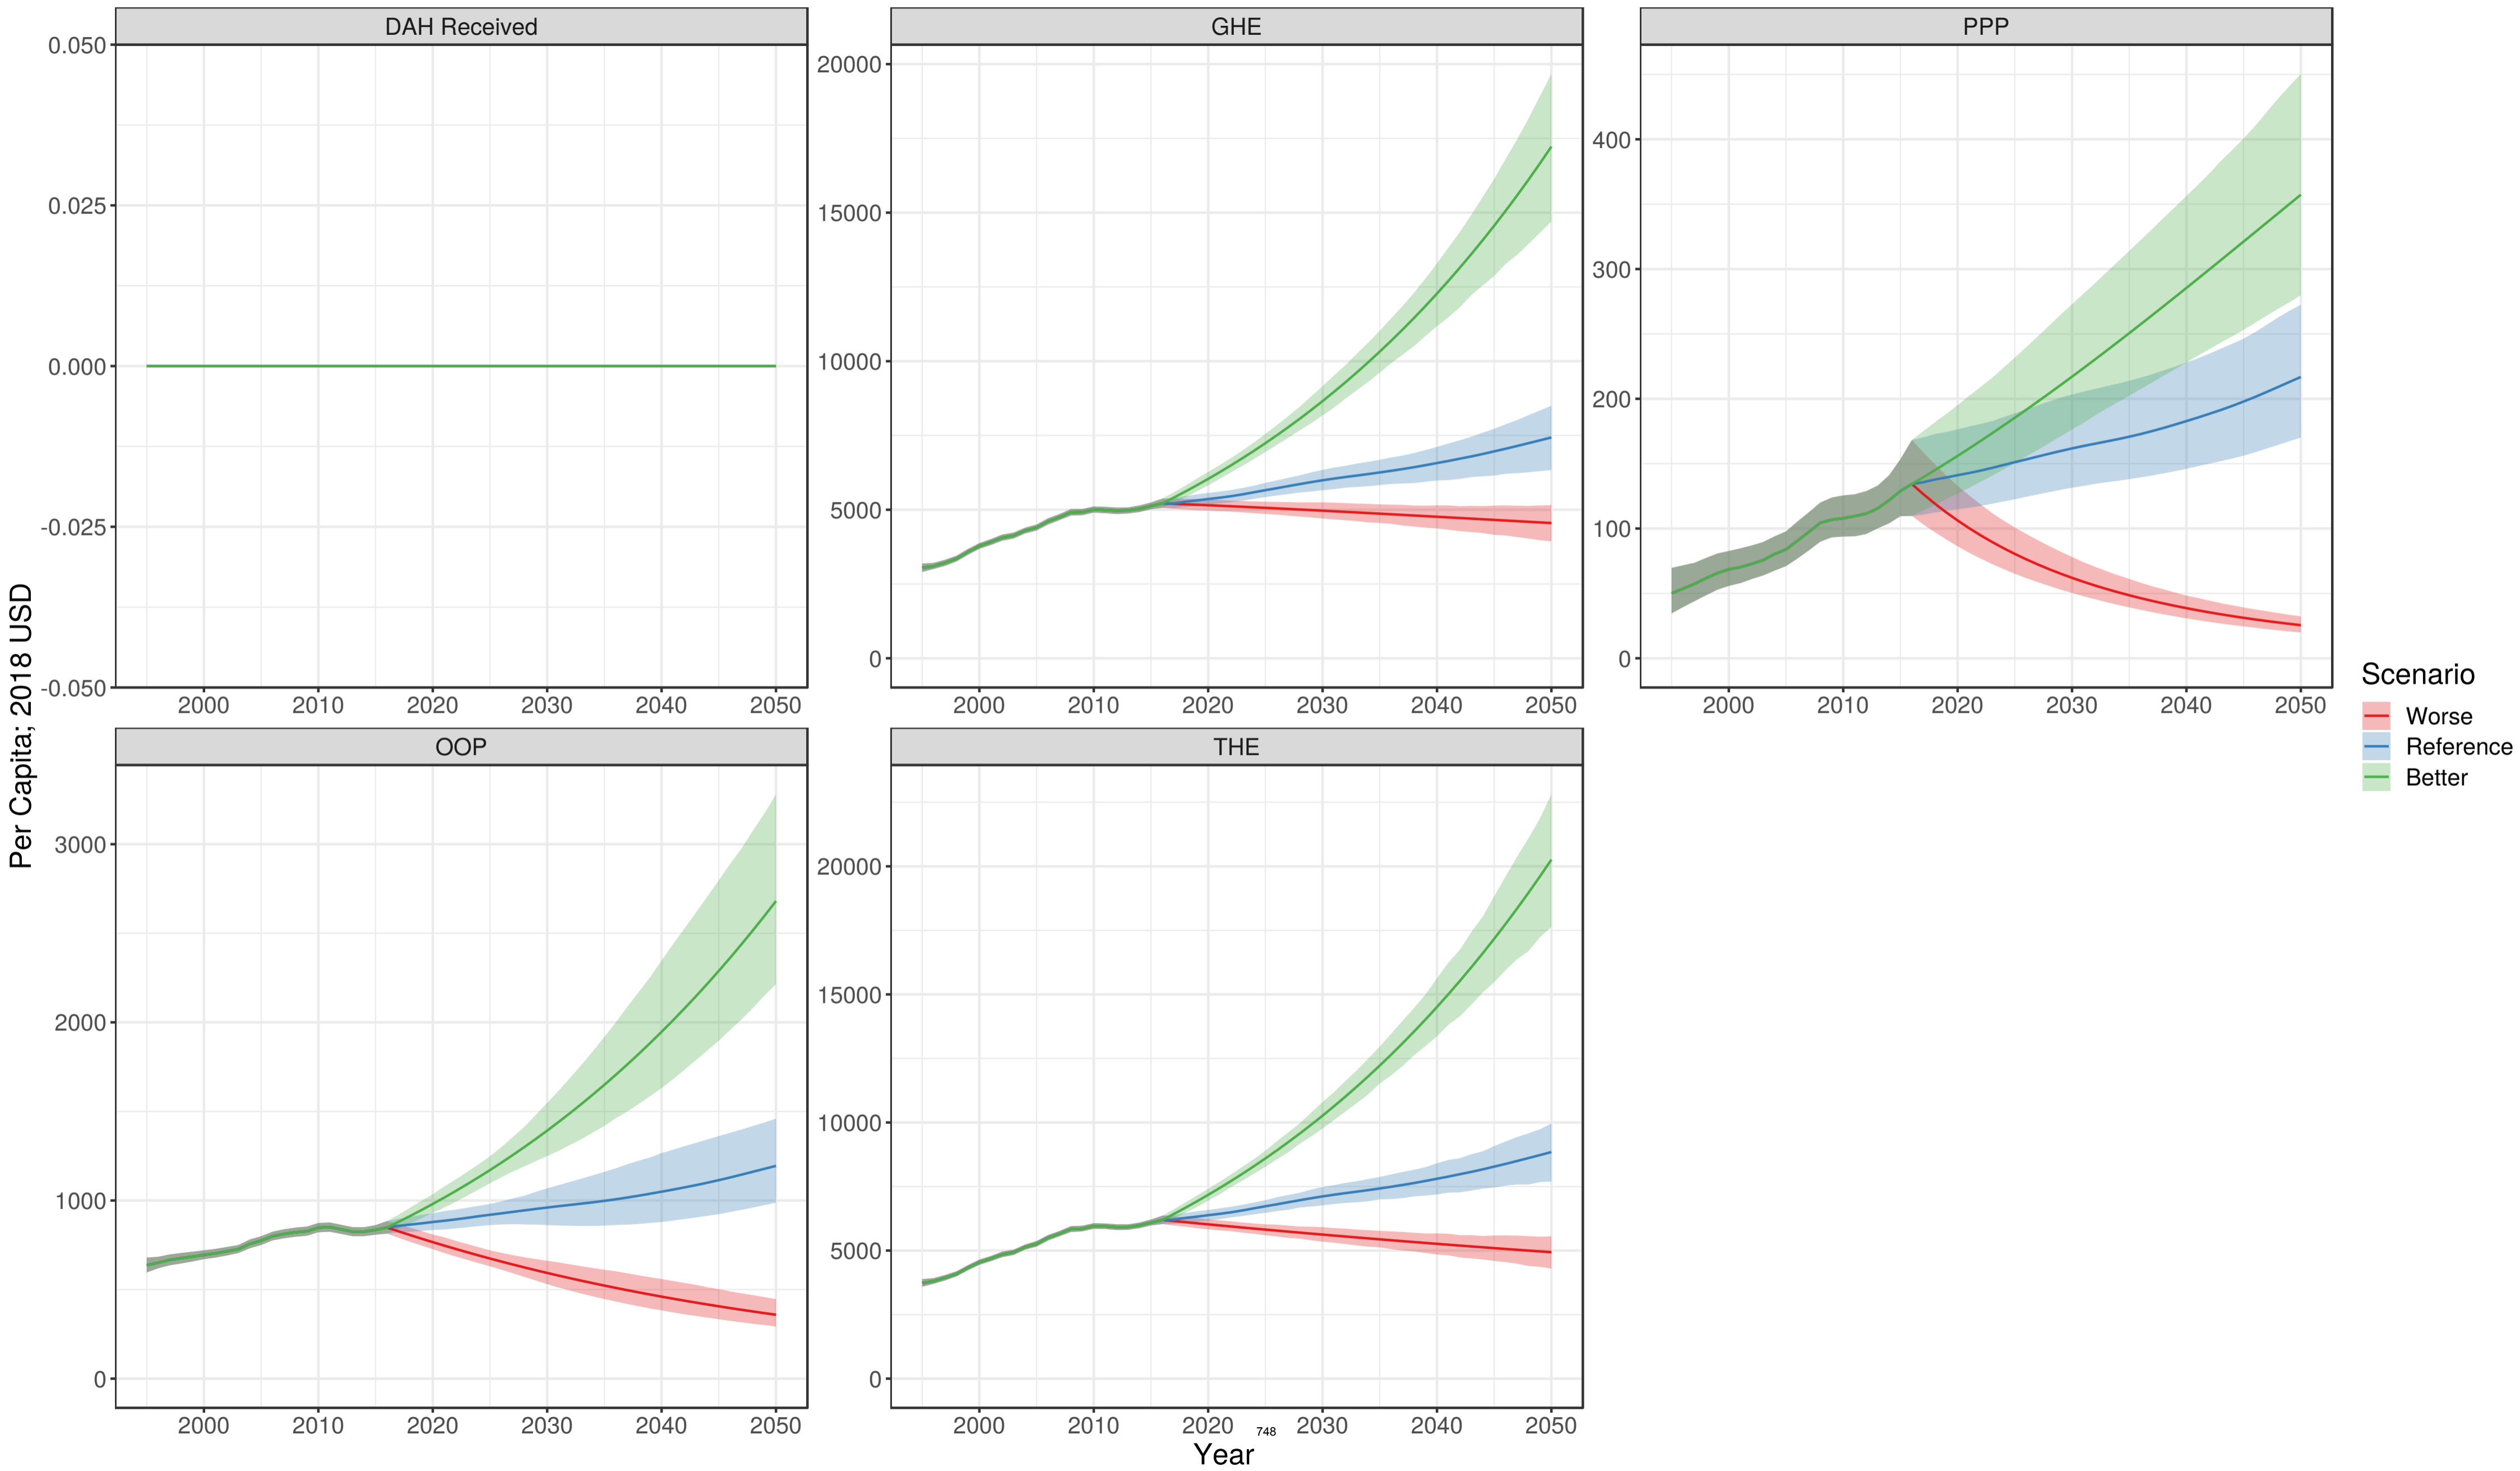 DAH Received
GHE
PPP
0.050
0.025
0.000
-0.025
-0.050
20000
15000
10000
5000
0
400
300
200
100
0
2000 2010 2020 2030 2040 2050
2000 2010 2020 2030 2040 2050
2000 2010 2020 2030 2040 2050
OOP
THE
3000
2000
1000
0
20000
15000
10000
5000
0
2000 2010 2020 2030 2040 2050
2000 2010 2020 2030 2040 2050
748
Year
Per Capita; 2018 USD
Scenario
Worse
Reference
Better